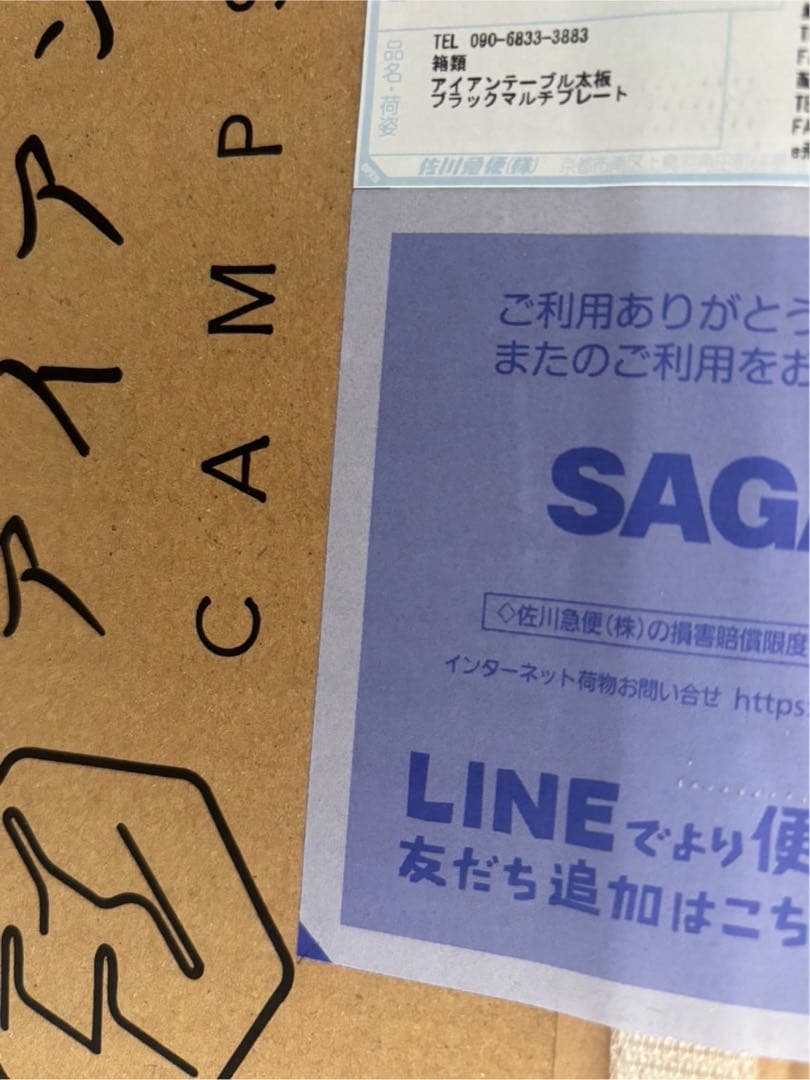 TEL 090-6833-3883
品名・荷姿
箱類
アイアンテーブル太板
ブラックマルチプレート
佐川急便(株)
ご利用ありがとう
またのご利用をお
SAGA
◇佐川急便(株)の損害賠償限度
インターネット荷物お問い合せ https:
LINEでより便
友だち追加はこち
アイアン
CAMPS